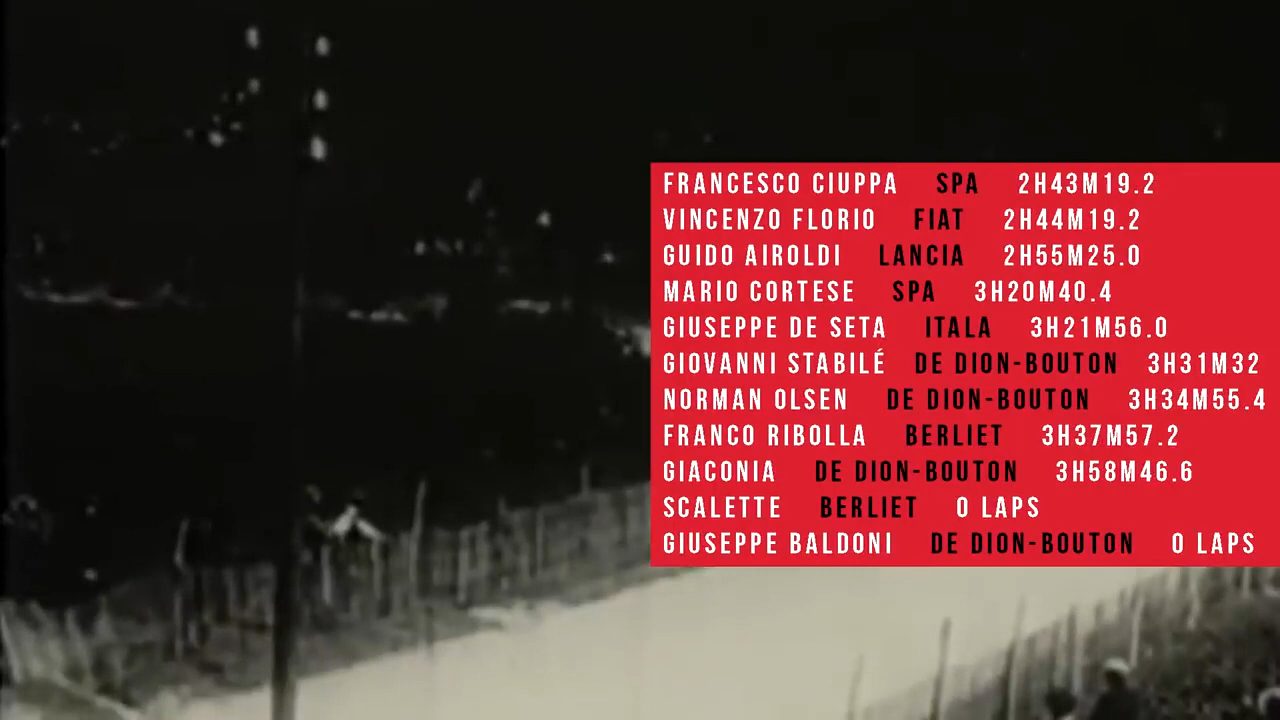 FRANCESCO CIUPPA SPA 2H43M19.2
VINCENZO FLORIO FIAT 2H44M19.2
GUIDO AIROLDI LANCIA 2H55M25.0
MARIO CORTESE SPA 3H20M40.4
GIUSEPPE DE SETA ITALA 3H21M56.0
GIOVANNI STABILÉ DE DION-BOUTON 3H31M32
NORMAN OLSEN DE DION-BOUTON 3H34M55.4
FRANCO RIBOLLA BERLIET 3H37M57.2
GIACONIA DE DION-BOUTON 3H58M46.6
SCALETTE BERLIET 0 LAPS
GIUSEPPE BALDONI DE DION-BOUTON 0 LAPS